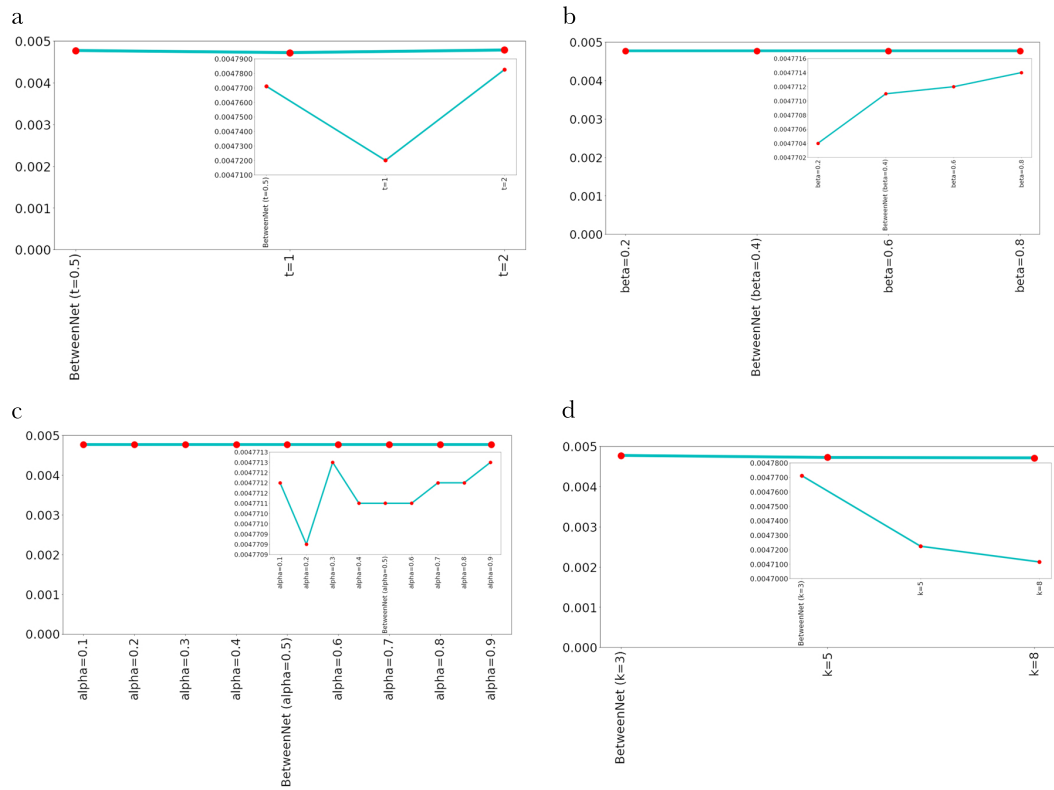 a
0.005
0.004
0.003
0.002
0.001
0.000
BetweenNet (t=0.5)
t=1
t=2
0.0047900
0.0047800
0.0047700
0.0047600
0.0047500
0.0047400
0.0047300
0.0047200
0.0047100
BetweenNet (t=0.5)
t=1
t=2
b
0.005
0.004
0.003
0.002
0.001
0.000
beta=0.2
BetweenNet (beta=0.4)
beta=0.6
beta=0.8
0.0047716
0.0047714
0.0047712
0.0047710
0.0047708
0.0047706
0.0047704
0.0047702
beta=0.2
BetweenNet (beta=0.4)
beta=0.6
beta=0.8
c
0.005
0.004
0.003
0.002
0.001
0.000
alpha=0.1
alpha=0.2
alpha=0.3
alpha=0.4
BetweenNet (alpha=0.5)
alpha=0.6
alpha=0.7
alpha=0.8
alpha=0.9
0.0047713
0.0047713
0.0047712
0.0047712
0.0047711
0.0047711
0.0047710
0.0047710
0.0047709
0.0047709
alpha=0.1
alpha=0.2
alpha=0.3
alpha=0.4
BetweenNet (alpha=0.5)
alpha=0.6
alpha=0.7
alpha=0.8
alpha=0.9
d
0.005
0.004
0.003
0.002
0.001
0.000
BetweenNet (k=3)
k=5
k=8
0.0047800
0.0047700
0.0047600
0.0047500
0.0047400
0.0047300
0.0047200
0.0047100
0.0047000
BetweenNet (k=3)
k=5
k=8